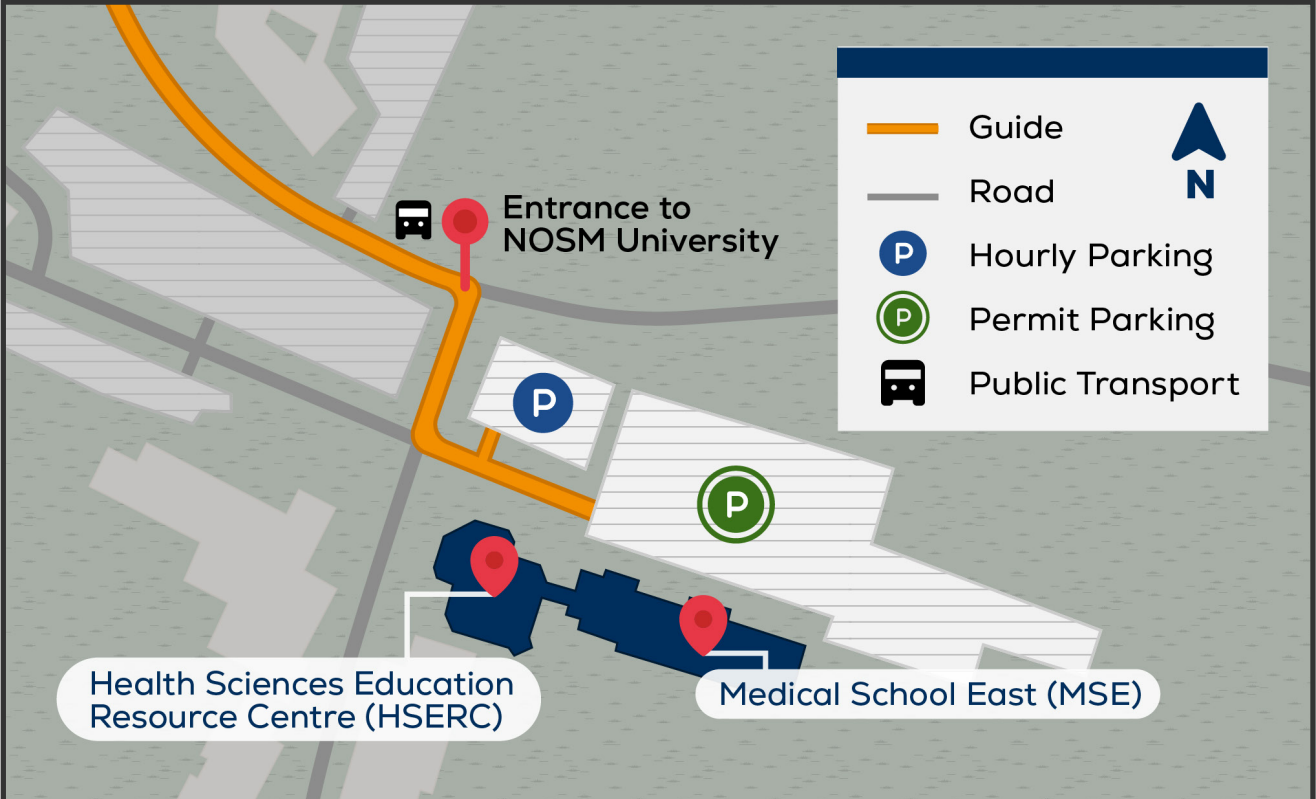 Entrance to
NOSM University
Guide
N
Road
P
Hourly Parking
P
Permit Parking
Public Transport
P
P
Health Sciences Education
Resource Centre (HSERC)
Medical School East (MSE)